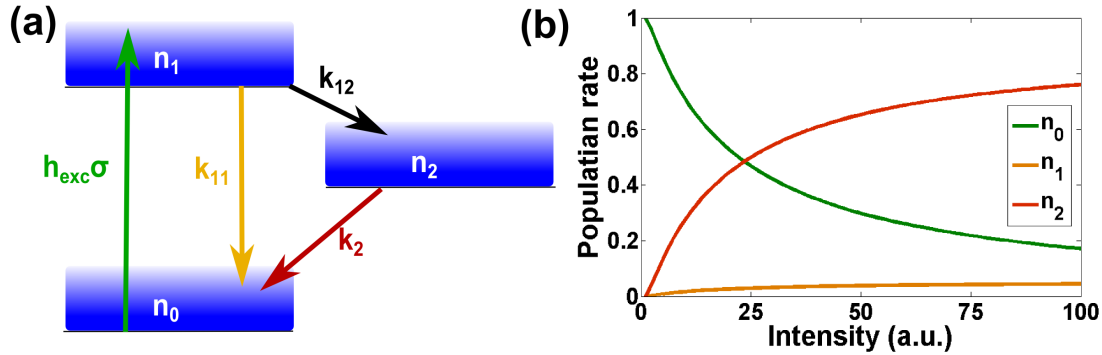 (a)
n₁
k₁₂
h_excσ
k₁₁
n₂
k₂
n₀
(b)
Populatian rate
1
0.8
0.6
0.4
0.2
0
0
25
50
75
100
Intensity (a.u.)
n₀
n₁
n₂